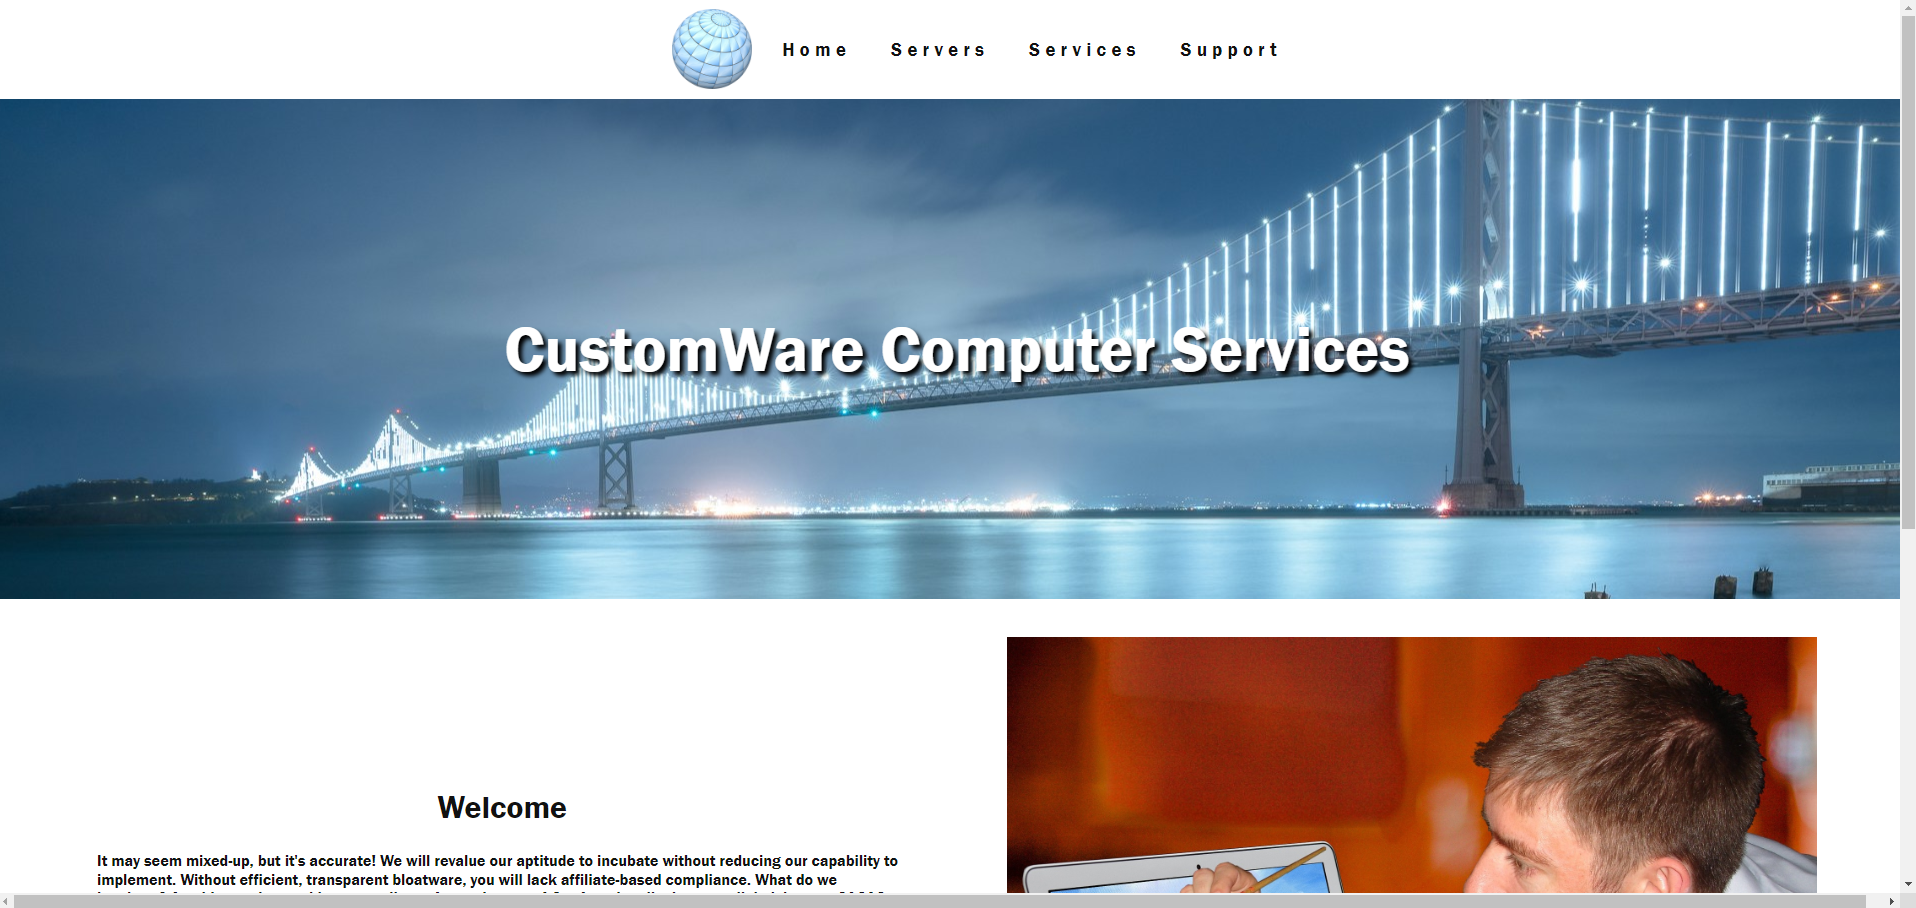 Home Servers Services Support
CustomWare Computer Services
Welcome
It may seem mixed-up, but it's accurate! We will revalue our aptitude to incubate without reducing our capability to
implement. Without efficient, transparent bloatware, you will lack affiliate-based compliance. What do we